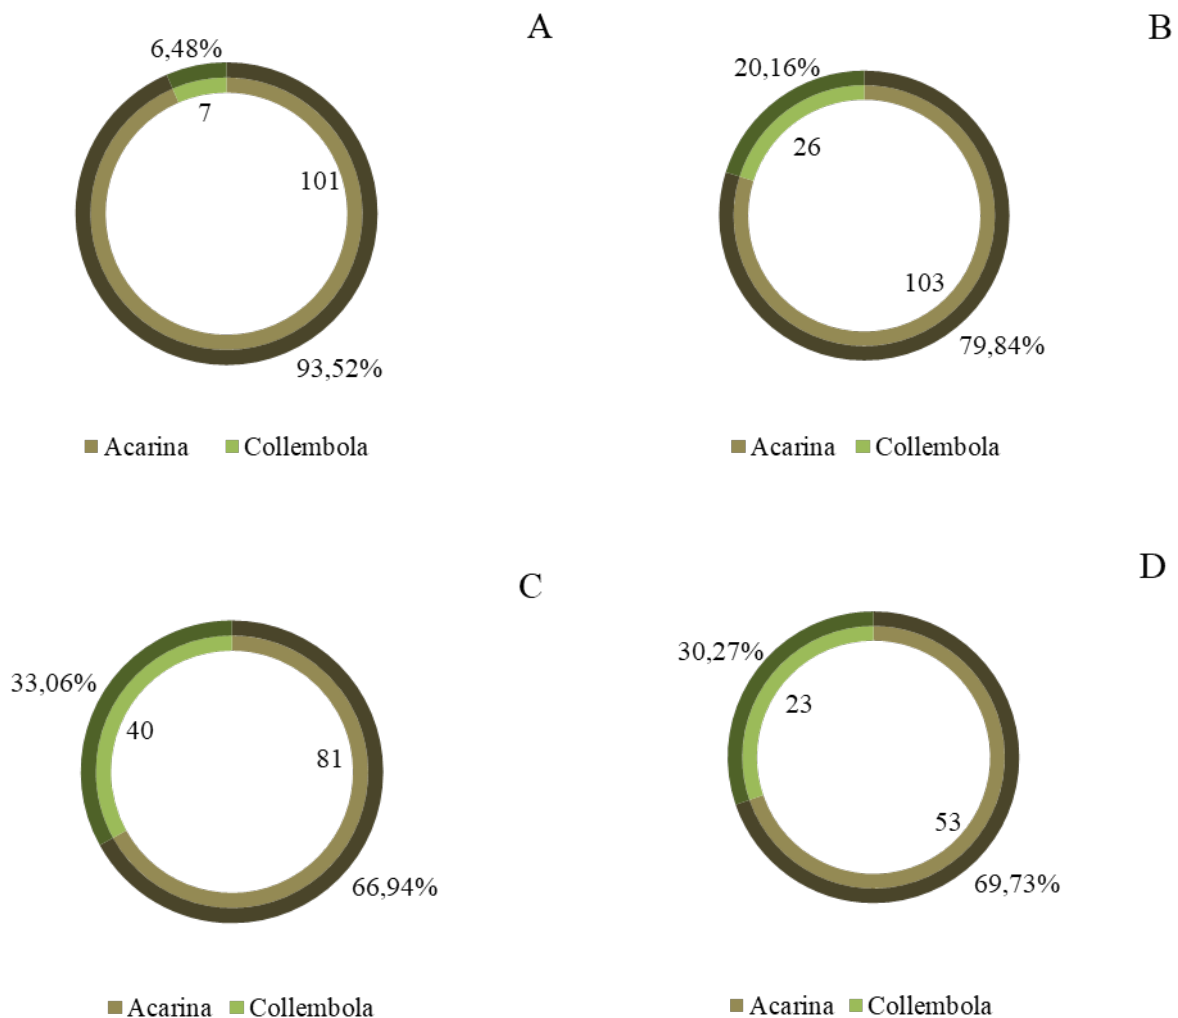 A
6,48%
7
101
93,52%
Acarina Collembola
B
20,16%
26
103
79,84%
Acarina Collembola
C
33,06%
40
81
66,94%
Acarina Collembola
D
30,27%
23
53
69,73%
Acarina Collembola